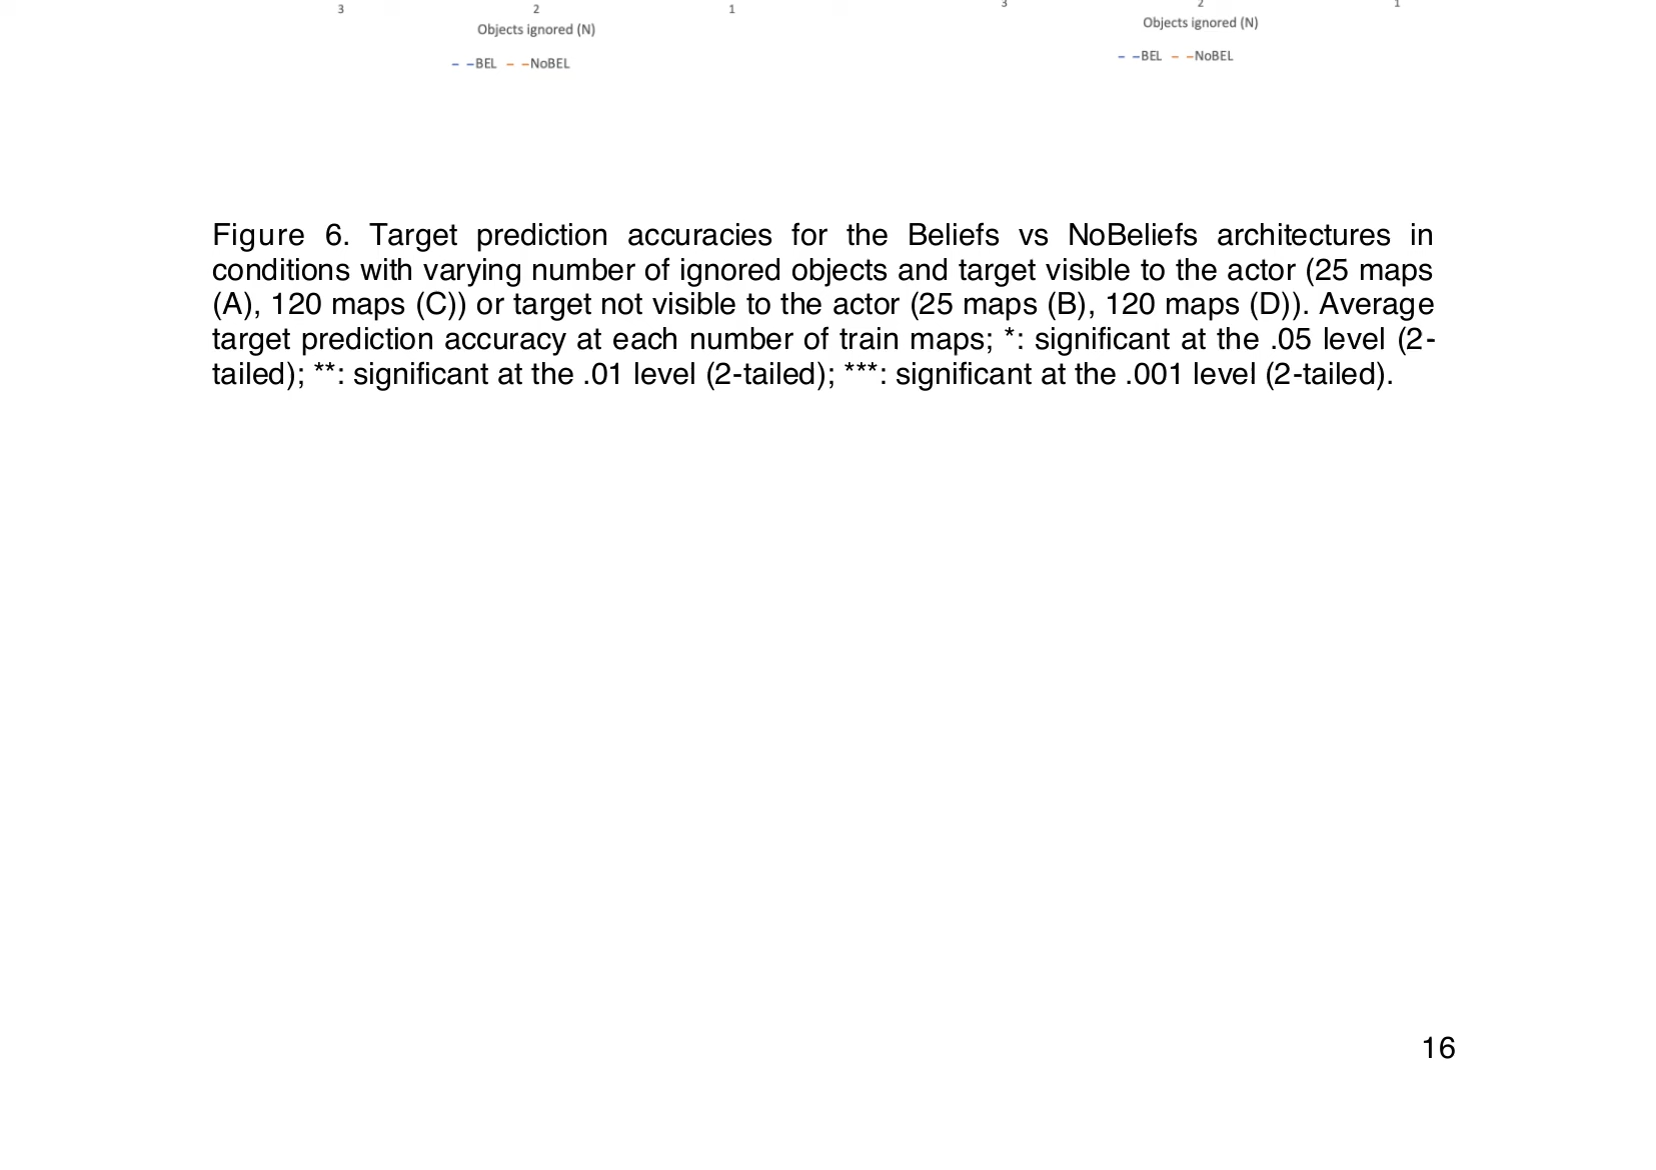 3 2 1
Objects ignored (N)
– –BEL – –NoBEL
3 2 1
Objects ignored (N)
– –BEL – –NoBEL
Figure 6. Target prediction accuracies for the Beliefs vs NoBeliefs architectures in
conditions with varying number of ignored objects and target visible to the actor (25 maps
(A), 120 maps (C)) or target not visible to the actor (25 maps (B), 120 maps (D)). Average
target prediction accuracy at each number of train maps; *: significant at the .05 level (2-
tailed); **: significant at the .01 level (2-tailed); ***: significant at the .001 level (2-tailed).
16